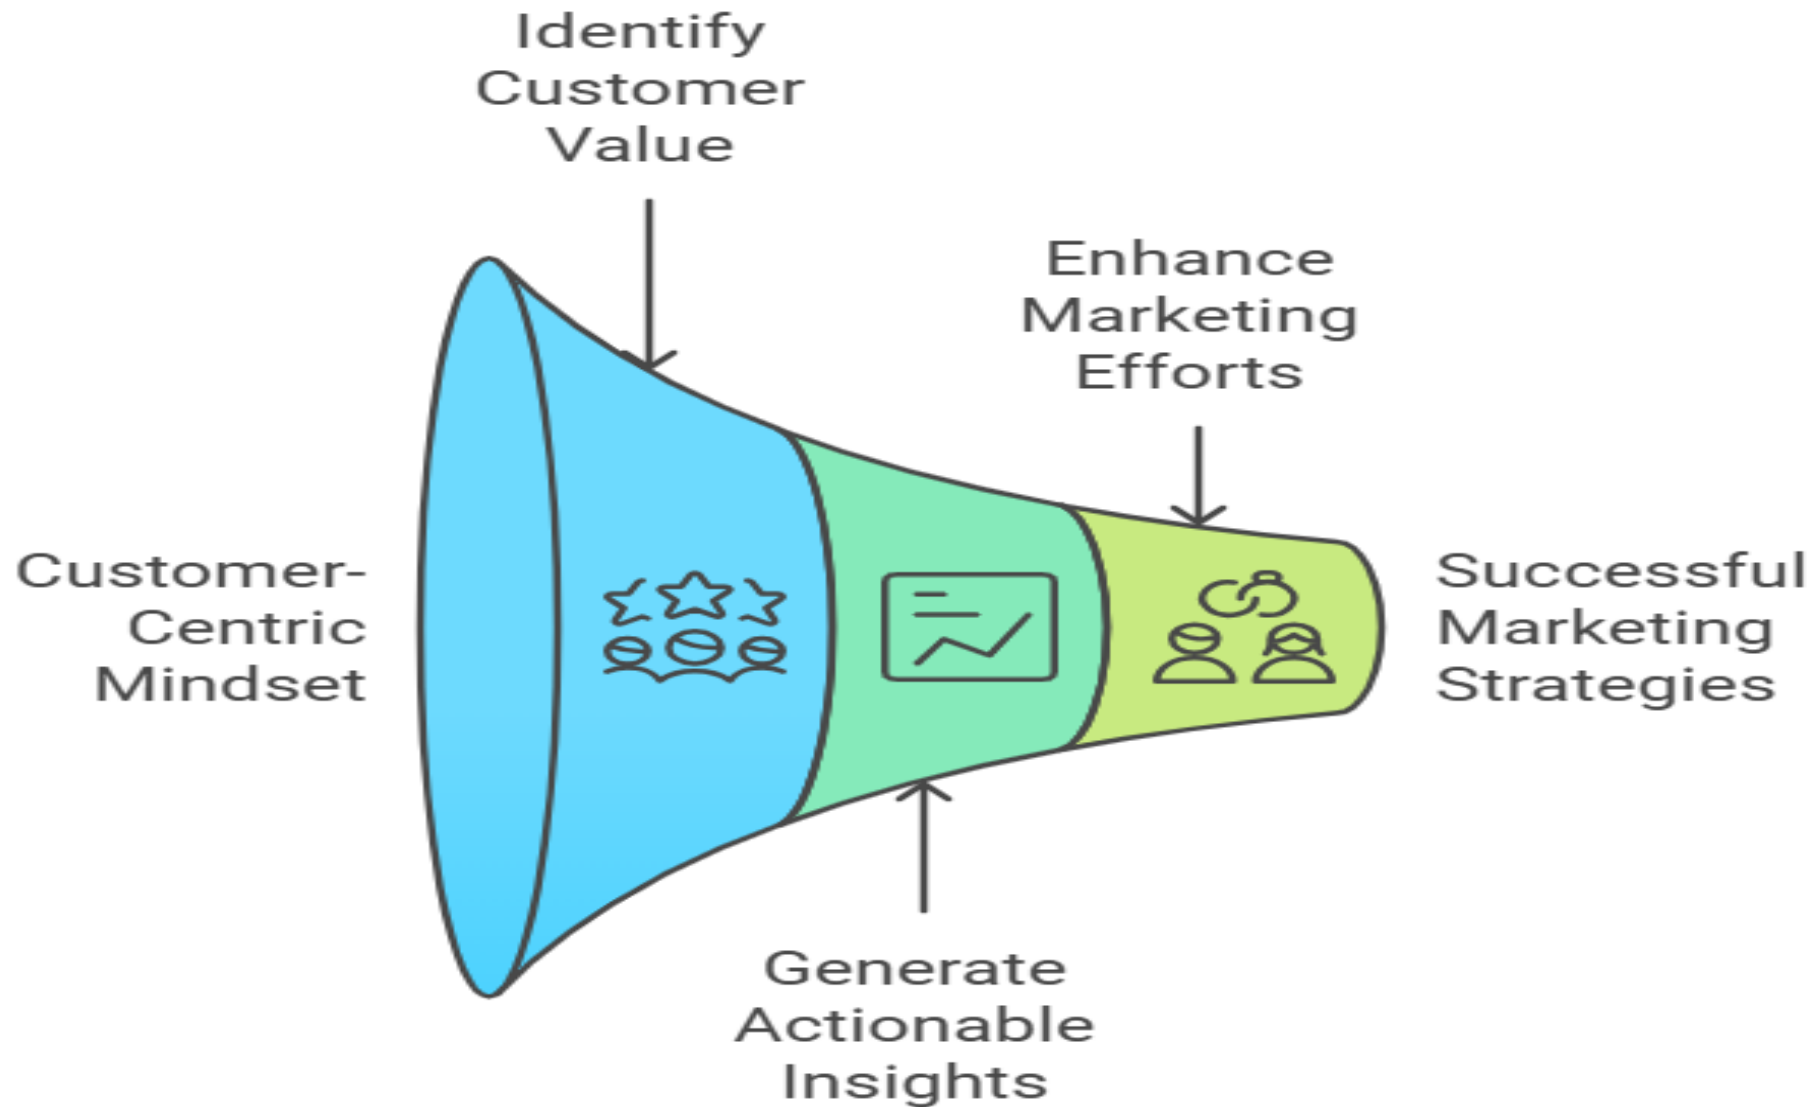 Identify
Customer
Value
Enhance
Marketing
Efforts
Customer-
Centric
Mindset
Successful
Marketing
Strategies
Generate
Actionable
Insights